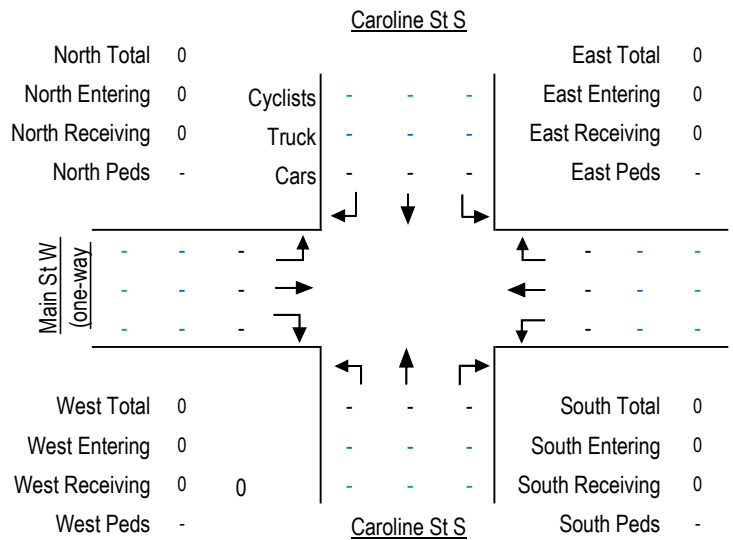 Caroline St S
North Total 0 East Total 0
North Entering 0 Cyclists - - - East Entering 0
North Receiving 0 Truck - - - East Receiving 0
North Peds - Cars - - - East Peds -
Main St W
(one-way
- - - - - -
- - - - - -
- - - - - -
West Total 0 - - - South Total 0
West Entering 0 - - - South Entering 0
West Receiving 0 0 - - - South Receiving 0
West Peds - Caroline St S South Peds -